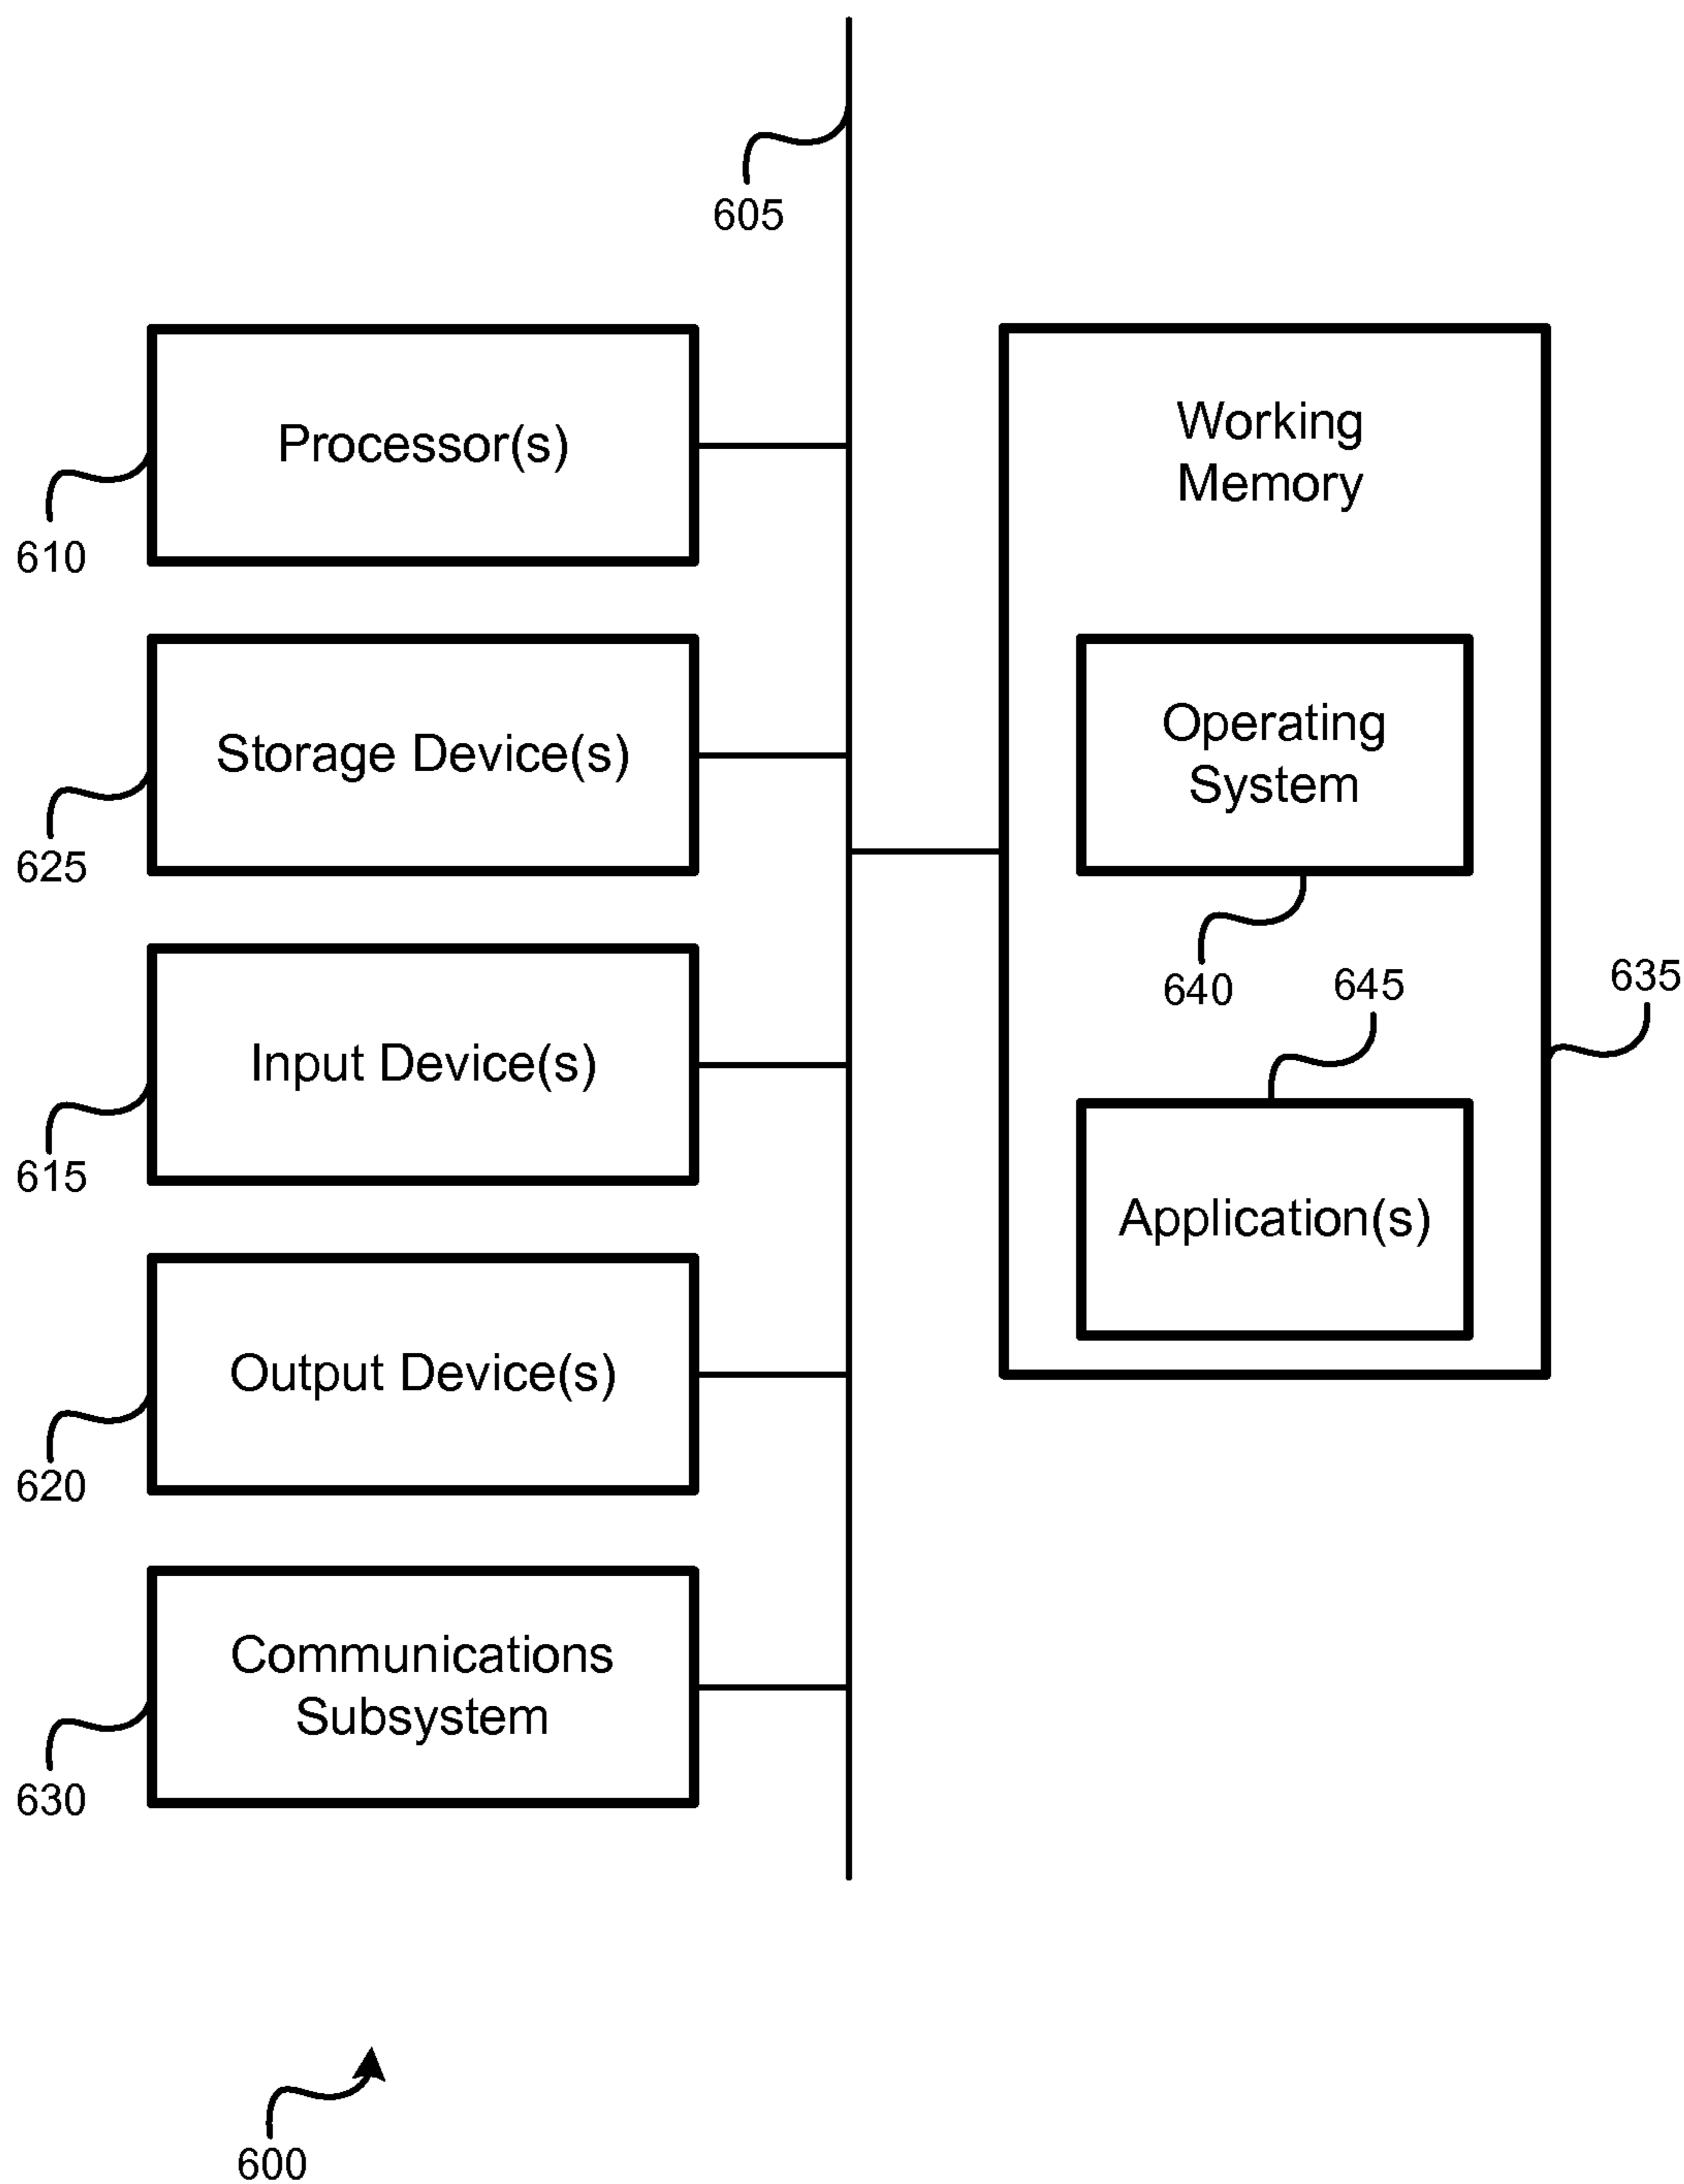 605
Processor(s)
610
Storage Device(s)
625
Input Device(s)
615
Output Device(s)
620
Communications
Subsystem
630
Working
Memory
Operating
System
640
645
635
Application(s)
600